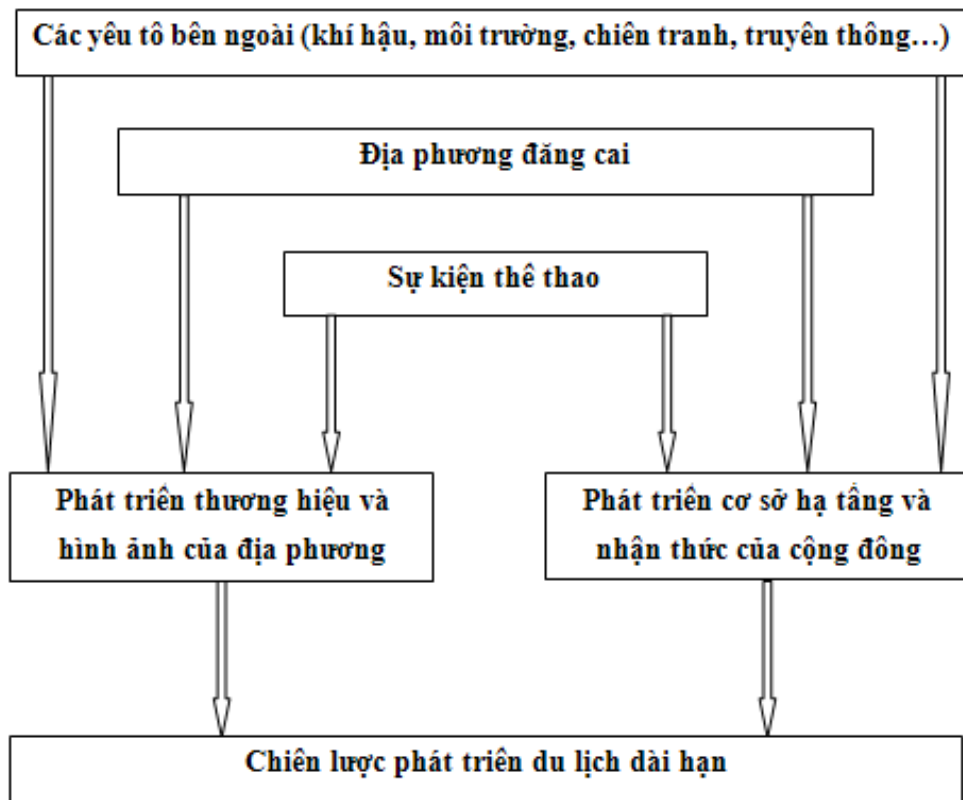 Các yếu tố bên ngoài (khí hậu, môi trường, chiến tranh, truyền thông…)
Địa phương đăng cai
Sự kiện thể thao
Phát triển thương hiệu và
hình ảnh của địa phương
Phát triển cơ sở hạ tầng và
nhận thức của cộng đồng
Chiến lược phát triển du lịch dài hạn